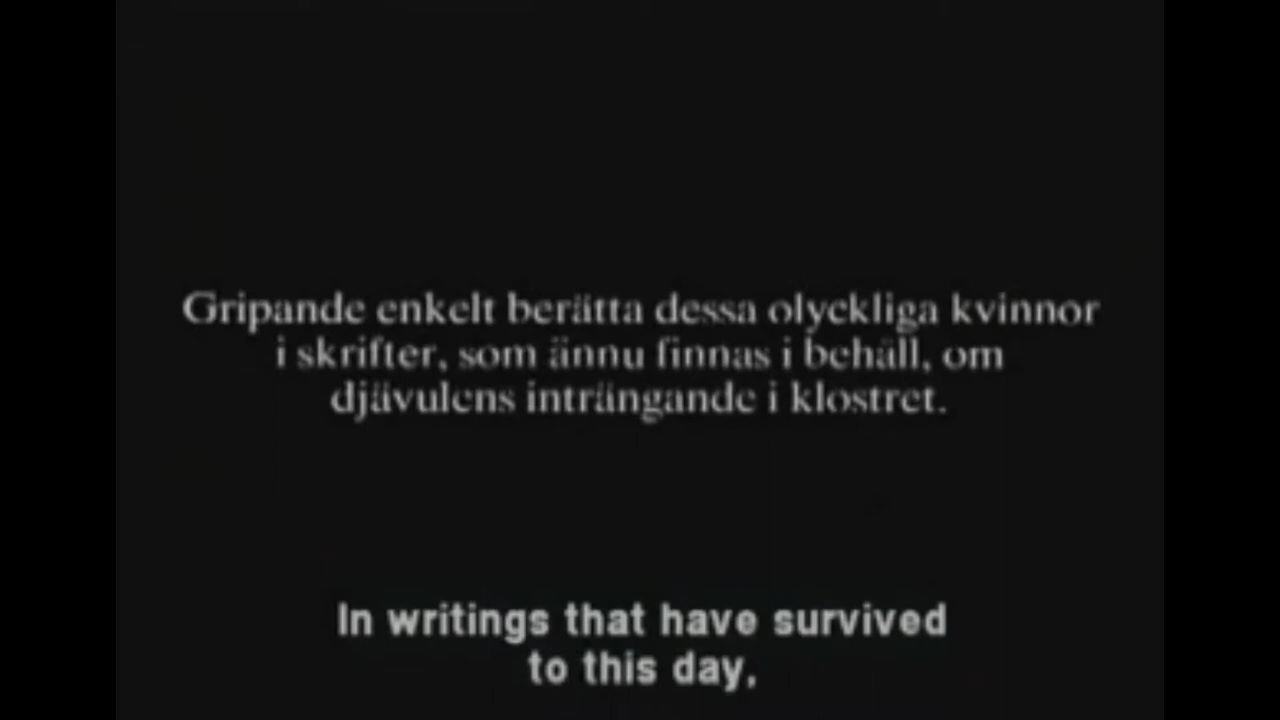 Gripande enkelt berätta dessa olyckliga kvinnor
i skrifter, som ännu finnas i behåll, om
djävulens inträngande i klostret.
In writings that have survived
to this day,